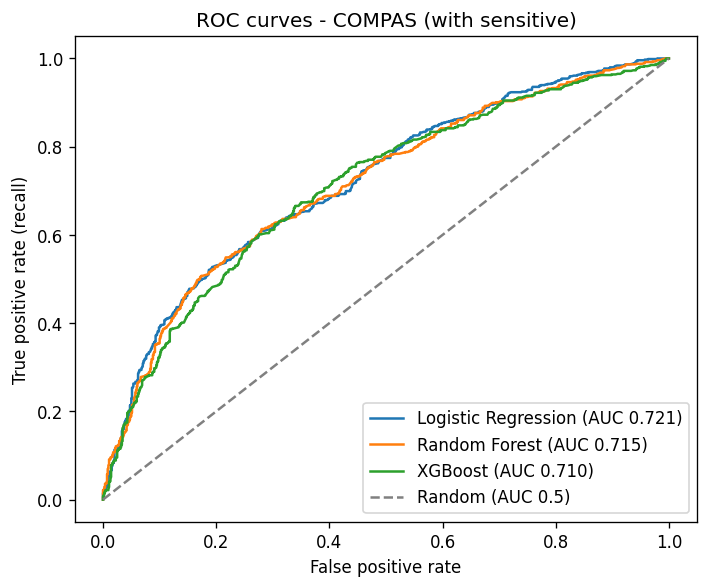 ROC curves - COMPAS (with sensitive)
1.0
0.8
0.6
0.4
0.2
0.0
True positive rate (recall)
Logistic Regression (AUC 0.721)
Random Forest (AUC 0.715)
XGBoost (AUC 0.710)
Random (AUC 0.5)
0.0 0.2 0.4 0.6 0.8 1.0
False positive rate